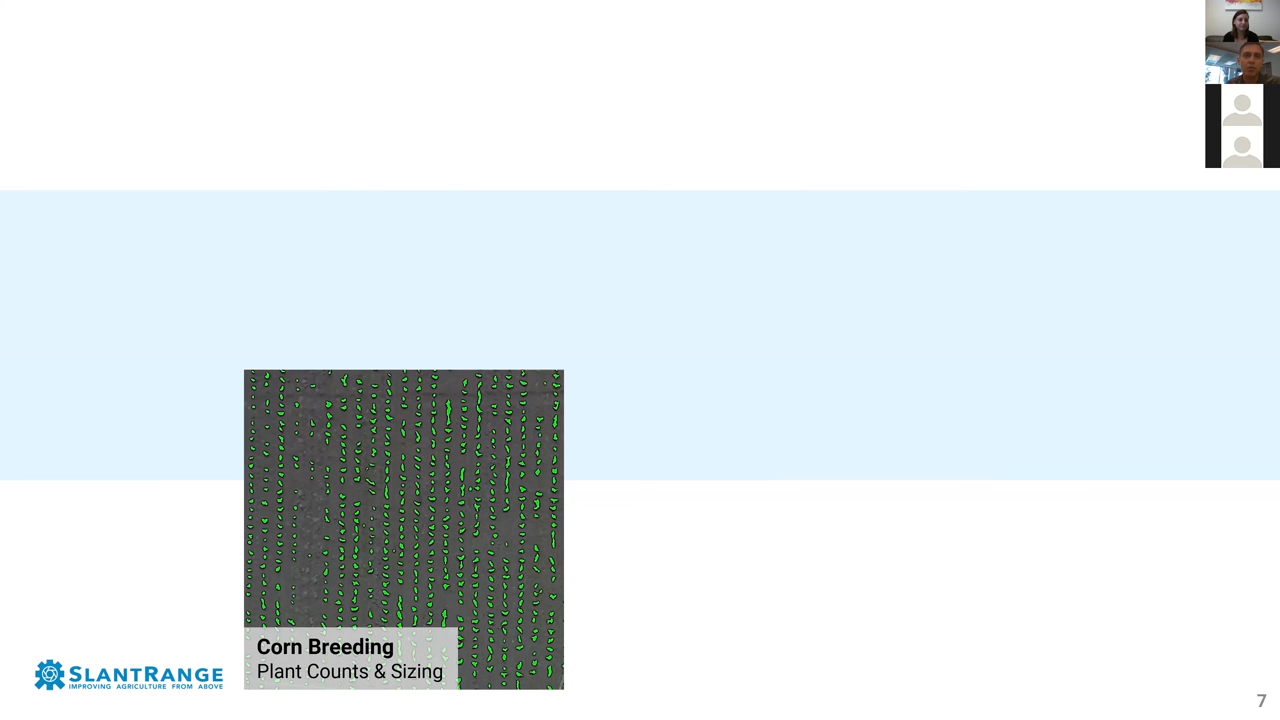 Corn Breeding
Plant Counts & Sizing
SLANTRANGE
IMPROVING AGRICULTURE FROM ABOVE
7